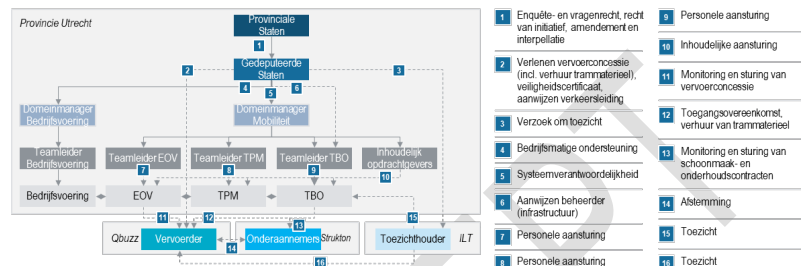 Provincie Utrecht
Provinciale
Staten
1
Gedeputeerde
Staten
2
3
4
5
6
Domeinmanager
Bedrijfsvoering
Domeinmanager
Mobiliteit
Teamleider
Bedrijfsvoering
Teamleider EOV
Teamleider TPM
Teamleider TBO
Inhoudelijk
opdrachtgevers
7
8
9
10
Bedrijfsvoering
EOV
TPM
TBO
11
12
13
15
Qbuzz
Vervoerder
14
Onderaannemers
Strukton
Toezichthouder
ILT
16
1 Enquête- en vragenrecht, recht
van initiatief, amendement en
interpellatie
2 Verlenen vervoerconcessie
(incl. verhuur trammaterieel),
veiligheidscertificaat,
aanwijzen verkeersleiding
3 Verzoek om toezicht
4 Bedrijfsmatige ondersteuning
5 Systeemverantwoordelijkheid
6 Aanwijzen beheerder
(infrastructuur)
7 Personele aansturing
8 Personele aansturing
9 Personele aansturing
10 Inhoudelijke aansturing
11 Monitoring en sturing van
vervoerconcessie
12 Toegangsovereenkomst,
verhuur van trammaterieel
13 Monitoring en sturing van
schoonmaak- en
onderhoudscontracten
14 Afstemming
15 Toezicht
16 Toezicht